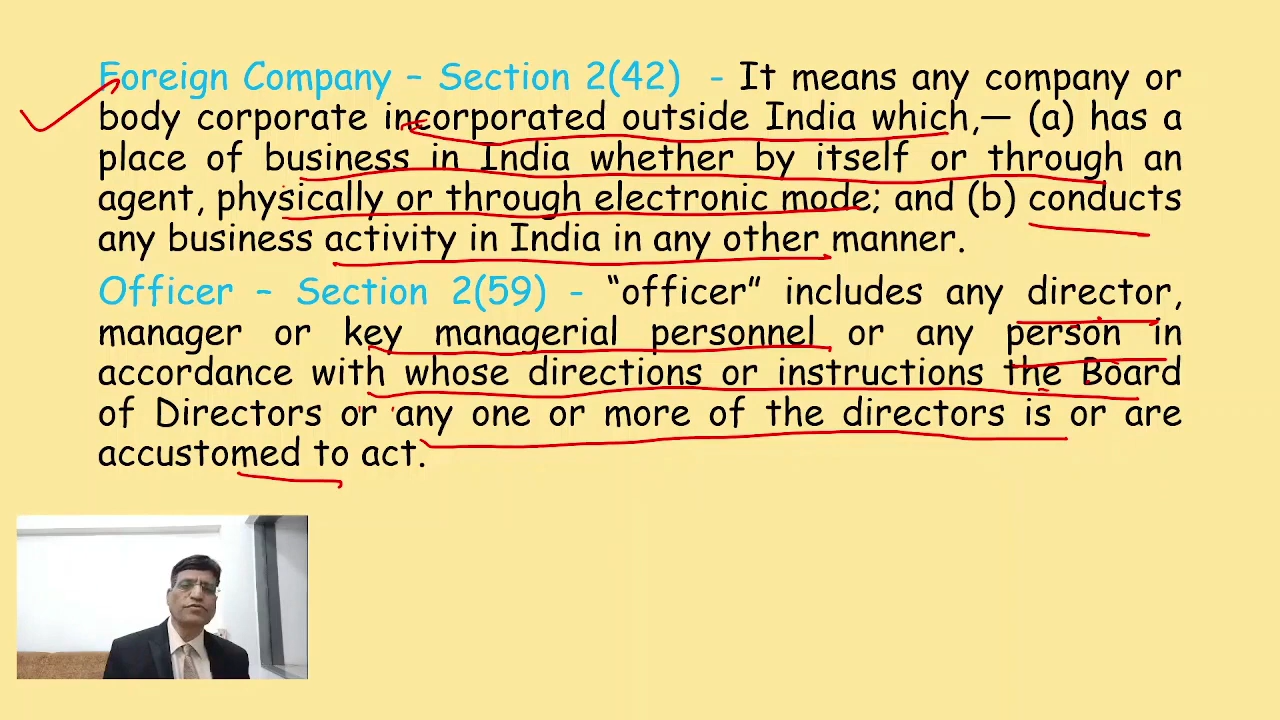 Foreign Company – Section 2(42) - It means any company or
body corporate incorporated outside India which,— (a) has a
place of business in India whether by itself or through an
agent, physically or through electronic mode; and (b) conducts
any business activity in India in any other manner.
Officer – Section 2(59) - “officer” includes any director,
manager or key managerial personnel or any person in
accordance with whose directions or instructions the Board
of Directors or any one or more of the directors is or are
accustomed to act.